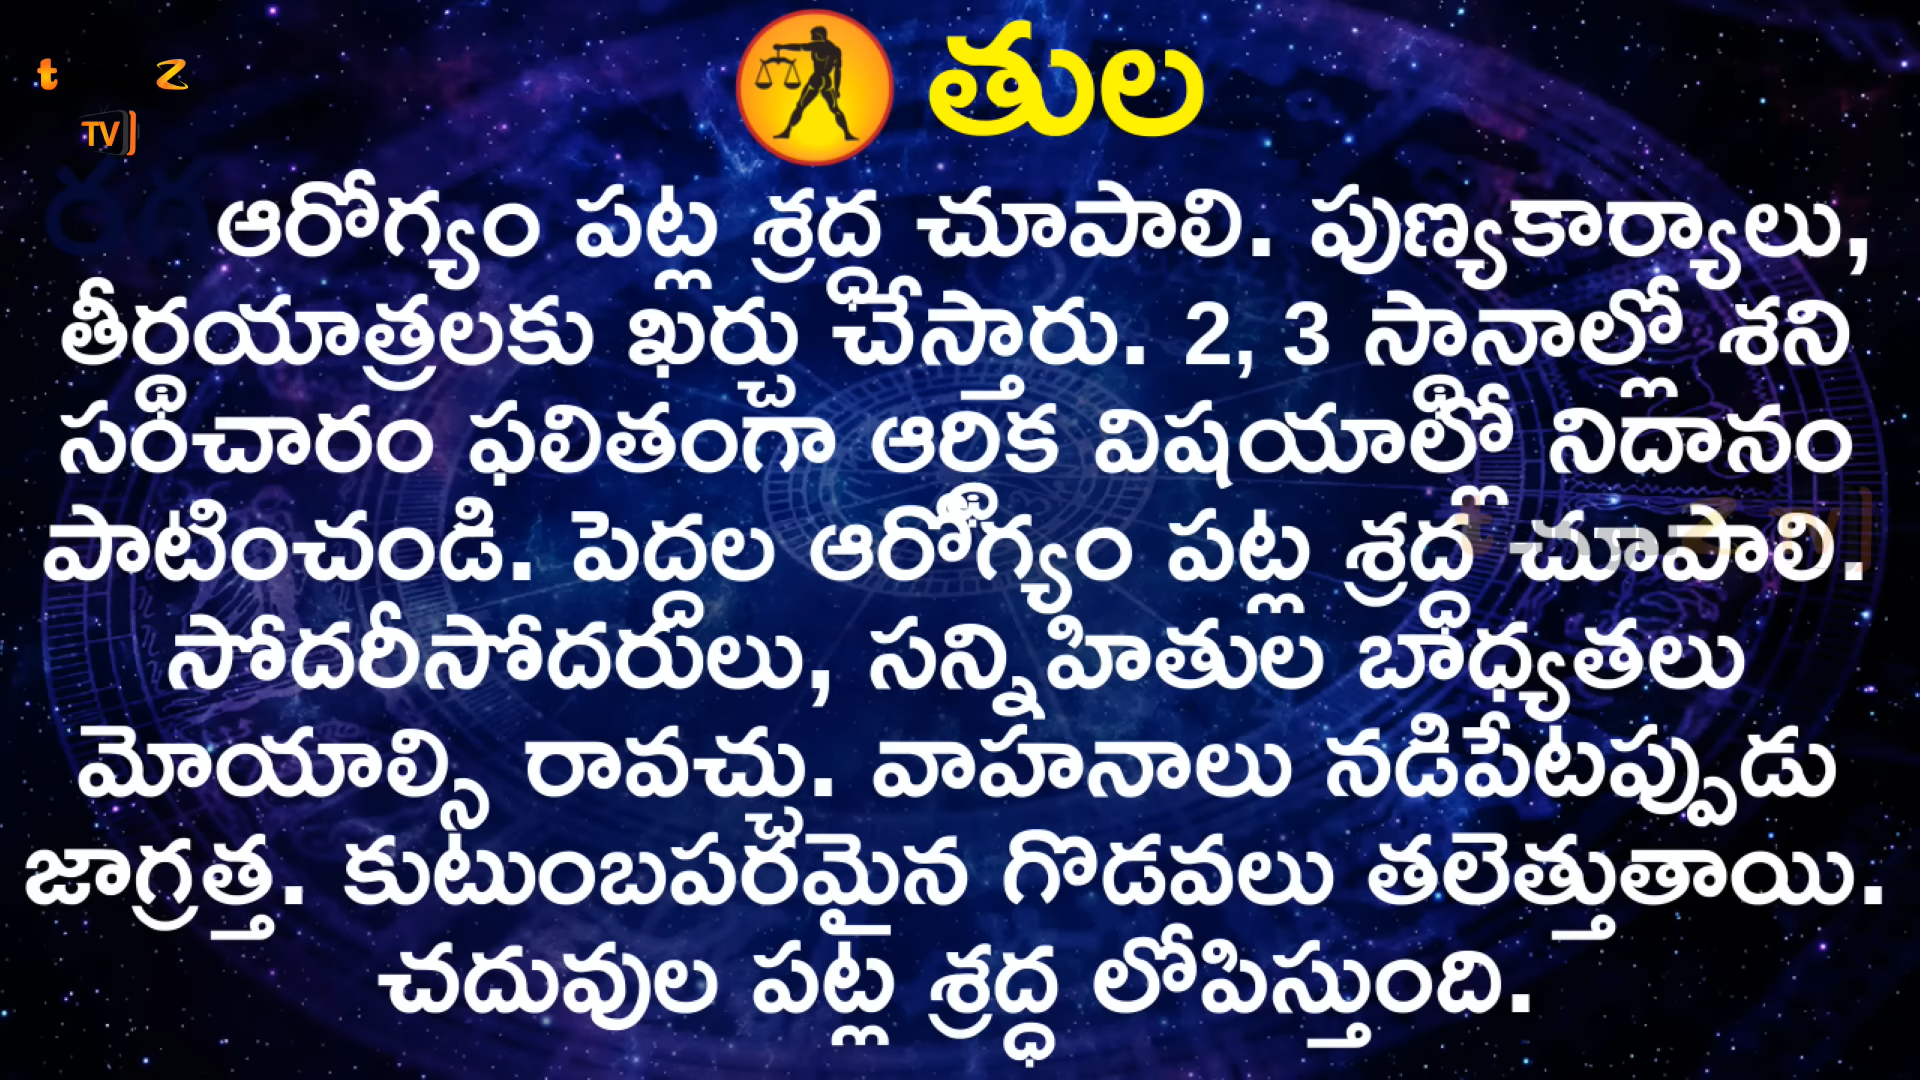 తుల
t Z
TV
ఆరోగ్యం పట్ల శ్రద్ధ చూపాలి. పుణ్యకార్యాలు,
తీర్థయాత్రలకు ఖర్చు చేస్తారు. 2, 3 స్థానాల్లో శని
సంచారం ఫలితంగా ఆర్థిక విషయాల్లో నిదానం
పాటించండి. పెద్దల ఆరోగ్యం పట్ల శ్రద్ధ చూపాలి.
సోదరీసోదరులు, సన్నిహితుల బాధ్యతలు
మోయాల్సి రావచ్చు. వాహనాలు నడిపేటప్పుడు
జాగ్రత్త. కుటుంబపరమైన గొడవలు తలెత్తుతాయి.
చదువుల పట్ల శ్రద్ధ లోపిస్తుంది.